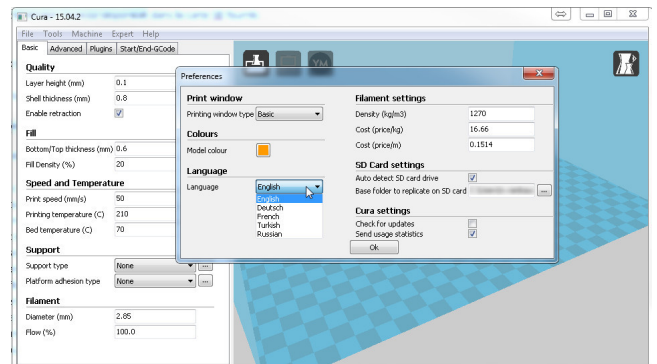 Cura - 15.04.2
File Tools Machine Expert Help
Basic Advanced Plugins Start/End-GCode
Quality
Layer height (mm) 0.1
Shell thickness (mm) 0.8
Enable retraction
Fill
Bottom/Top thickness (mm) 0.6
Fill Density (%) 20
Speed and Temperature
Print speed (mm/s) 50
Printing temperature (C) 210
Bed temperature (C) 70
Support
Support type None ...
Platform adhesion type None ...
Filament
Diameter (mm) 2.85
Flow (%) 100.0
YM
Preferences
Print window
Printing window type Basic
Colours
Model colour
Language
Language English
English
Deutsch
French
Turkish
Russian
Filament settings
Density (kg/m3) 1270
Cost (price/kg) 16.66
Cost (price/m) 0.1514
SD Card settings
Auto detect SD card drive
Base folder to replicate on SD card ...
Cura settings
Check for updates
Send usage statistics
Ok